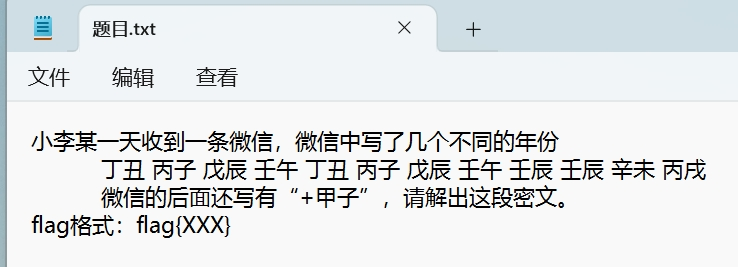 题目.txt
文件 编辑 查看
小李某一天收到一条微信，微信中写了几个不同的年份
丁丑 丙子 戊辰 壬午 丁丑 丙子 戊辰 壬午 壬辰 壬辰 辛未 丙戌
微信的后面还写有“+甲子”，请解出这段密文。
flag格式：flag{XXX}